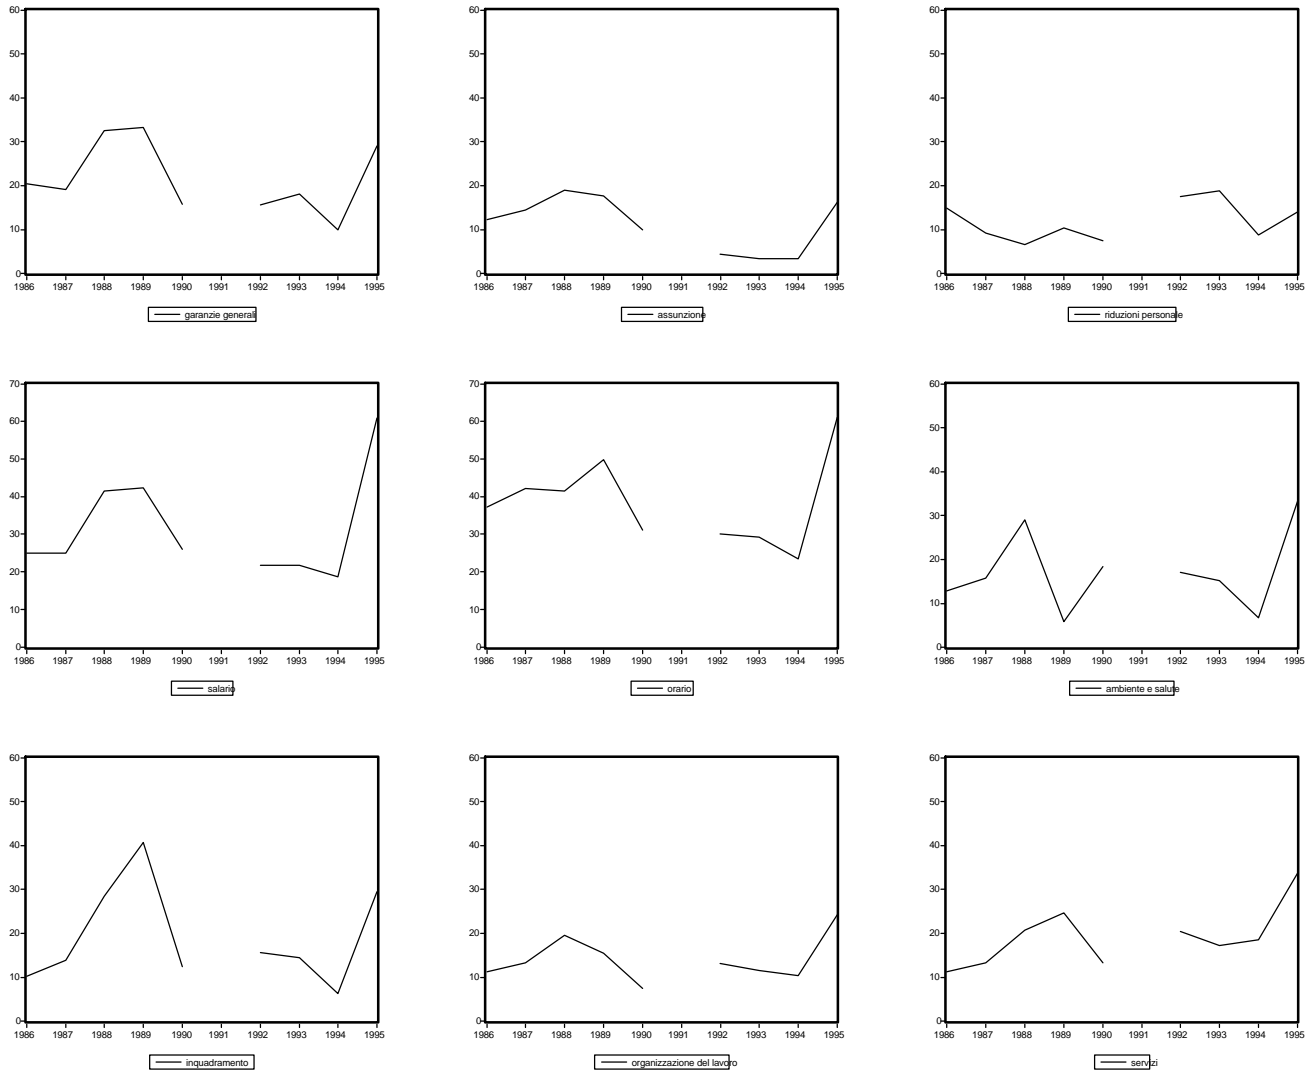 60 60 60
50 50 50
40 40 40
30 30 30
20 20 20
10 10 10
0 0 0
1986 1987 1988 1989 1990 1991 1992 1993 1994 1995 1986 1987 1988 1989 1990 1991 1992 1993 1994 1995 1986 1987 1988 1989 1990 1991 1992 1993 1994 1995
garanzie generali assunzione riduzioni personale
70 70 60
60 60 50
50 50 40
40 40 30
30 30 20
20 20 10
10 10
0 0 0
1986 1987 1988 1989 1990 1991 1992 1993 1994 1995 1986 1987 1988 1989 1990 1991 1992 1993 1994 1995 1986 1987 1988 1989 1990 1991 1992 1993 1994 1995
salario orario ambiente e salute
60 60 60
50 50 50
40 40 40
30 30 30
20 20 20
10 10 10
0 0 0
1986 1987 1988 1989 1990 1991 1992 1993 1994 1995 1986 1987 1988 1989 1990 1991 1992 1993 1994 1995 1986 1987 1988 1989 1990 1991 1992 1993 1994 1995
inquadramento organizzazione del lavoro servizi